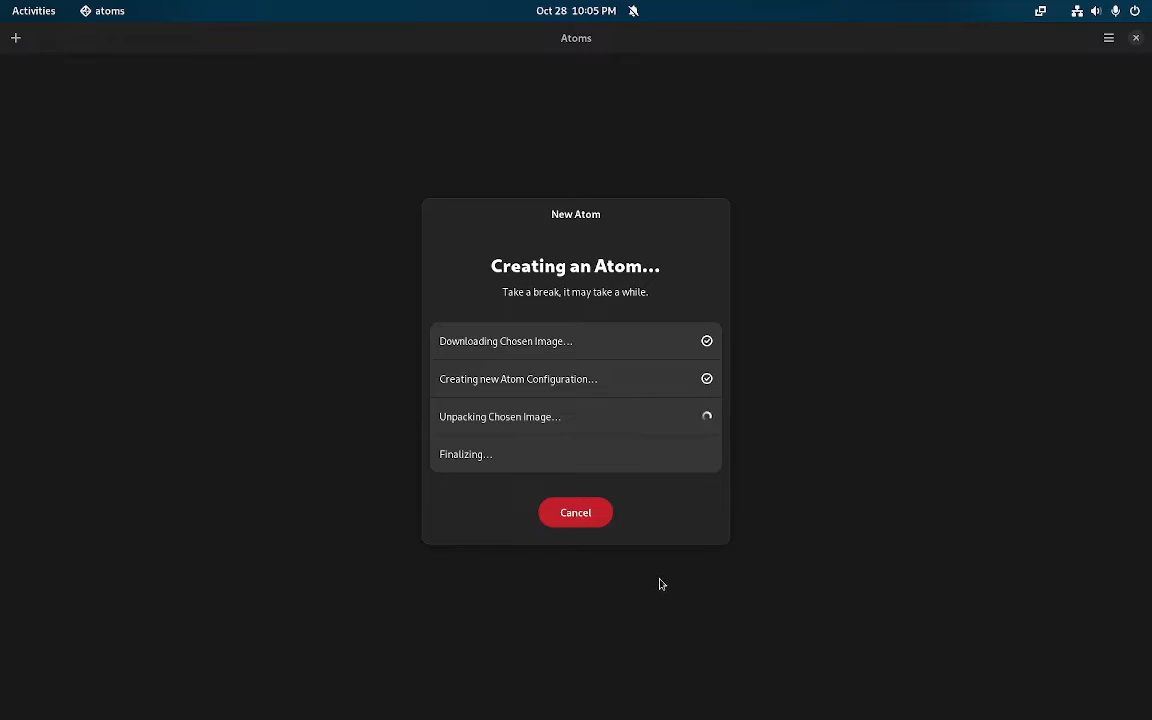 Activities
atoms
Oct 28 10:05 PM
Atoms
New Atom
Creating an Atom...
Take a break, it may take a while.
Downloading Chosen Image...
Creating new Atom Configuration...
Unpacking Chosen Image...
Finalizing...
Cancel